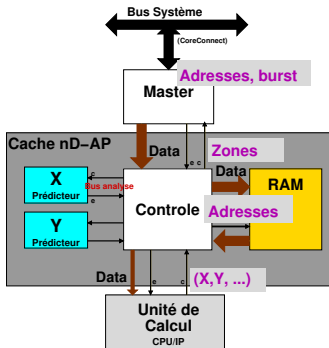 Bus Système
(CoreConnect)
Adresses, burst
Master
Cache nD-AP
Data
e c
Zones
Data
X
Prédicteur
c
Bus analyse
e
Controle
RAM
Adresses
Y
Prédicteur
Data
e
c
(X,Y, ...)
Unité de
Calcul
CPU/IP